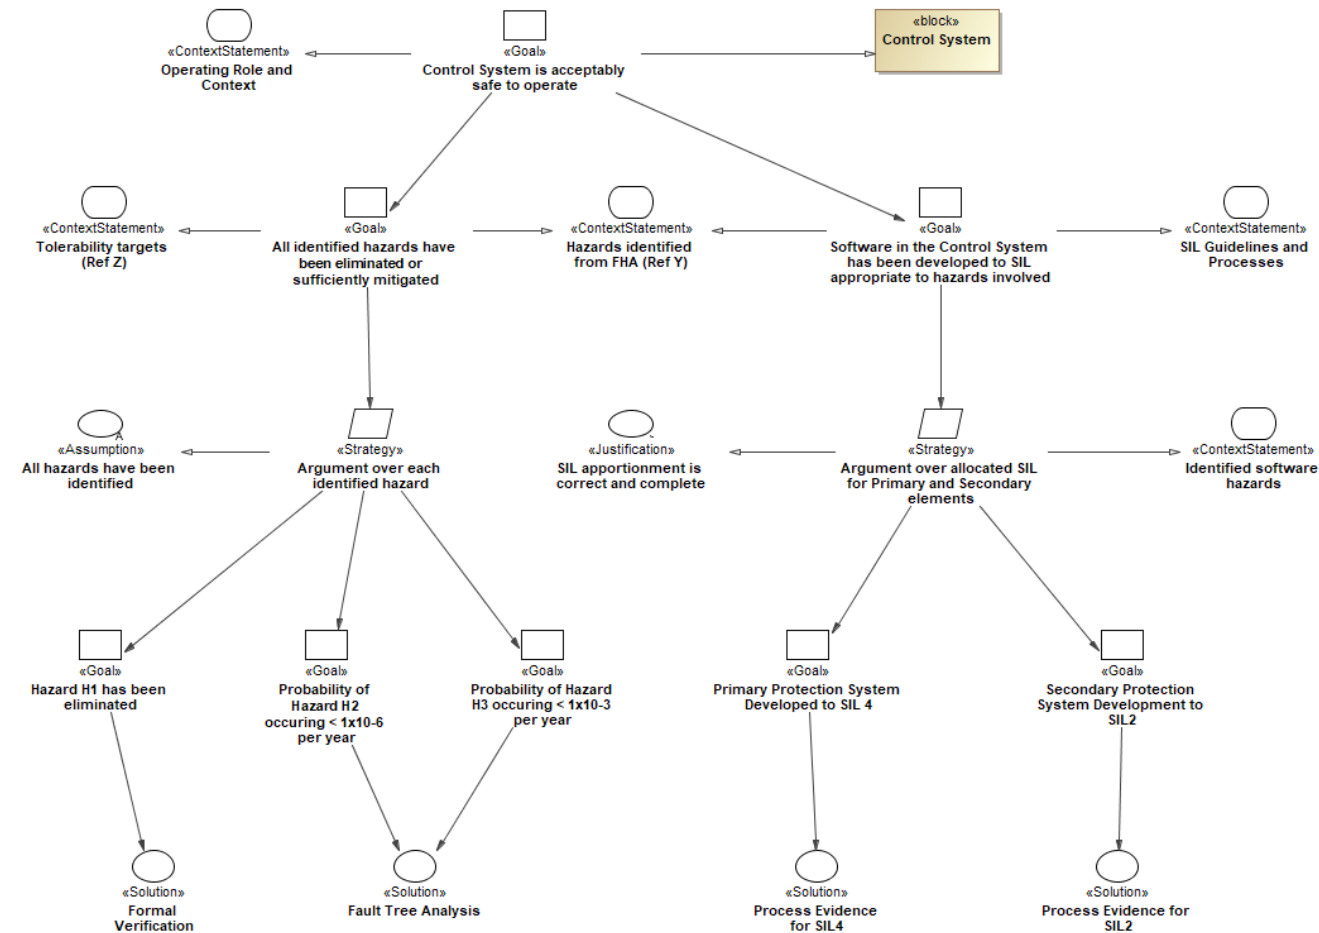 «ContextStatement»
Operating Role and
Context
«Goal»
Control System is acceptably
safe to operate
«block»
Control System
«ContextStatement»
Tolerability targets
(Ref Z)
«Goal»
All identified hazards have
been eliminated or
sufficiently mitigated
«ContextStatement»
Hazards identified
from FHA (Ref Y)
«Goal»
Software in the Control System
has been developed to SIL
appropriate to hazards involved
«ContextStatement»
SIL Guidelines and
Processes
A
«Assumption»
All hazards have been
identified
«Strategy»
Argument over each
identified hazard
«Justification»
SIL apportionment is
correct and complete
«Strategy»
Argument over allocated SIL
for Primary and Secondary
elements
«ContextStatement»
Identified software
hazards
«Goal»
Hazard H1 has been
eliminated
«Goal»
Probability of
Hazard H2
occuring < 1x10-6
per year
«Goal»
Probability of Hazard
H3 occuring < 1x10-3
per year
«Goal»
Primary Protection System
Developed to SIL 4
«Goal»
Secondary Protection
System Development to
SIL2
«Solution»
Formal
Verification
«Solution»
Fault Tree Analysis
«Solution»
Process Evidence
for SIL4
«Solution»
Process Evidence for
SIL2